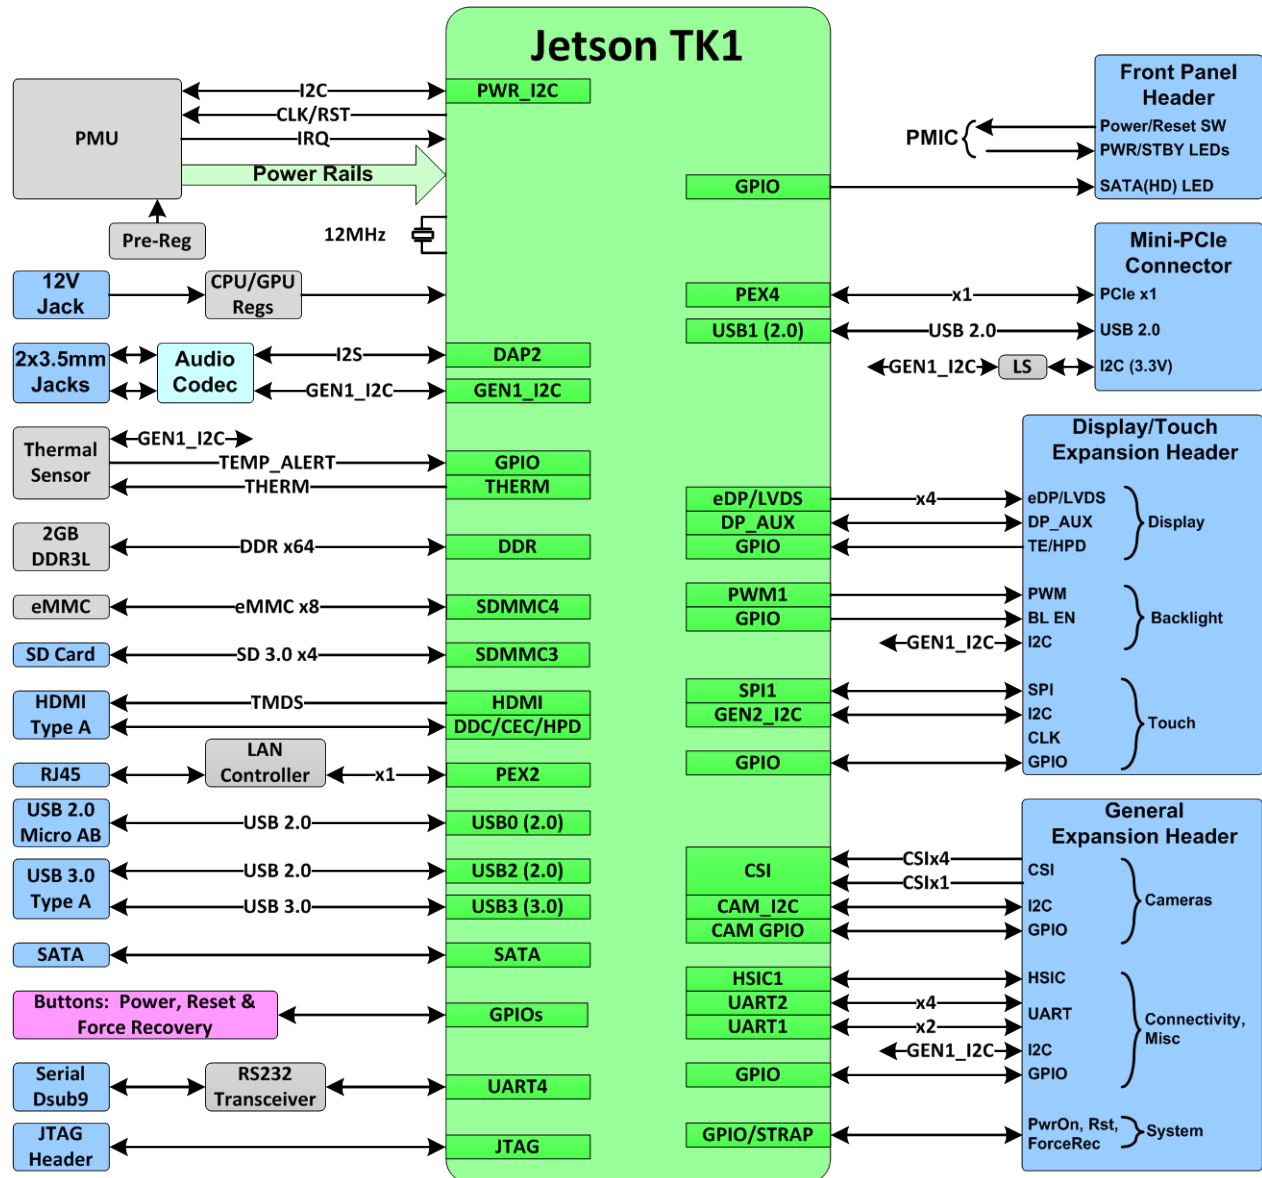 Jetson TK1
PMU
I2C
PWR_I2C
CLK/RST
IRQ
Power Rails
Pre-Reg
12MHz
12V
Jack
CPU/GPU
Regs
2x3.5mm
Jacks
Audio
Codec
I2S
DAP2
GEN1_I2C
GEN1_I2C
Thermal
Sensor
GEN1_I2C
TEMP_ALERT
GPIO
THERM
THERM
2GB
DDR3L
DDR x64
DDR
eMMC
eMMC x8
SDMMC4
SD Card
SD 3.0 x4
SDMMC3
HDMI
Type A
TMDS
HDMI
DDC/CEC/HPD
RJ45
LAN
Controller
x1
PEX2
USB 2.0
Micro AB
USB 2.0
USB0 (2.0)
USB 3.0
Type A
USB 2.0
USB2 (2.0)
USB 3.0
USB3 (3.0)
SATA
SATA
Buttons: Power, Reset &
Force Recovery
GPIOs
Serial
Dsub9
RS232
Transceiver
UART4
JTAG
Header
JTAG
Front Panel
Header
PMIC
Power/Reset SW
PWR/STBY LEDs
GPIO
SATA(HD) LED
Mini-PCIe
Connector
PEX4
x1
PCIe x1
USB1 (2.0)
USB 2.0
USB 2.0
GEN1_I2C
LS
I2C (3.3V)
Display/Touch
Expansion Header
eDP/LVDS
x4
eDP/LVDS
DP_AUX
DP_AUX
Display
GPIO
TE/HPD
PWM1
PWM
GPIO
BL EN
Backlight
GEN1_I2C
I2C
SPI1
SPI
GEN2_I2C
I2C
CLK
Touch
GPIO
GPIO
General
Expansion Header
CSI
CSIx4
CSI
CSIx1
CAM_I2C
I2C
Cameras
CAM GPIO
GPIO
HSIC1
HSIC
UART2
x4
UART
UART1
x2
Connectivity,
Misc
GEN1_I2C
I2C
GPIO
GPIO
GPIO/STRAP
PwrOn, Rst,
ForceRec
System